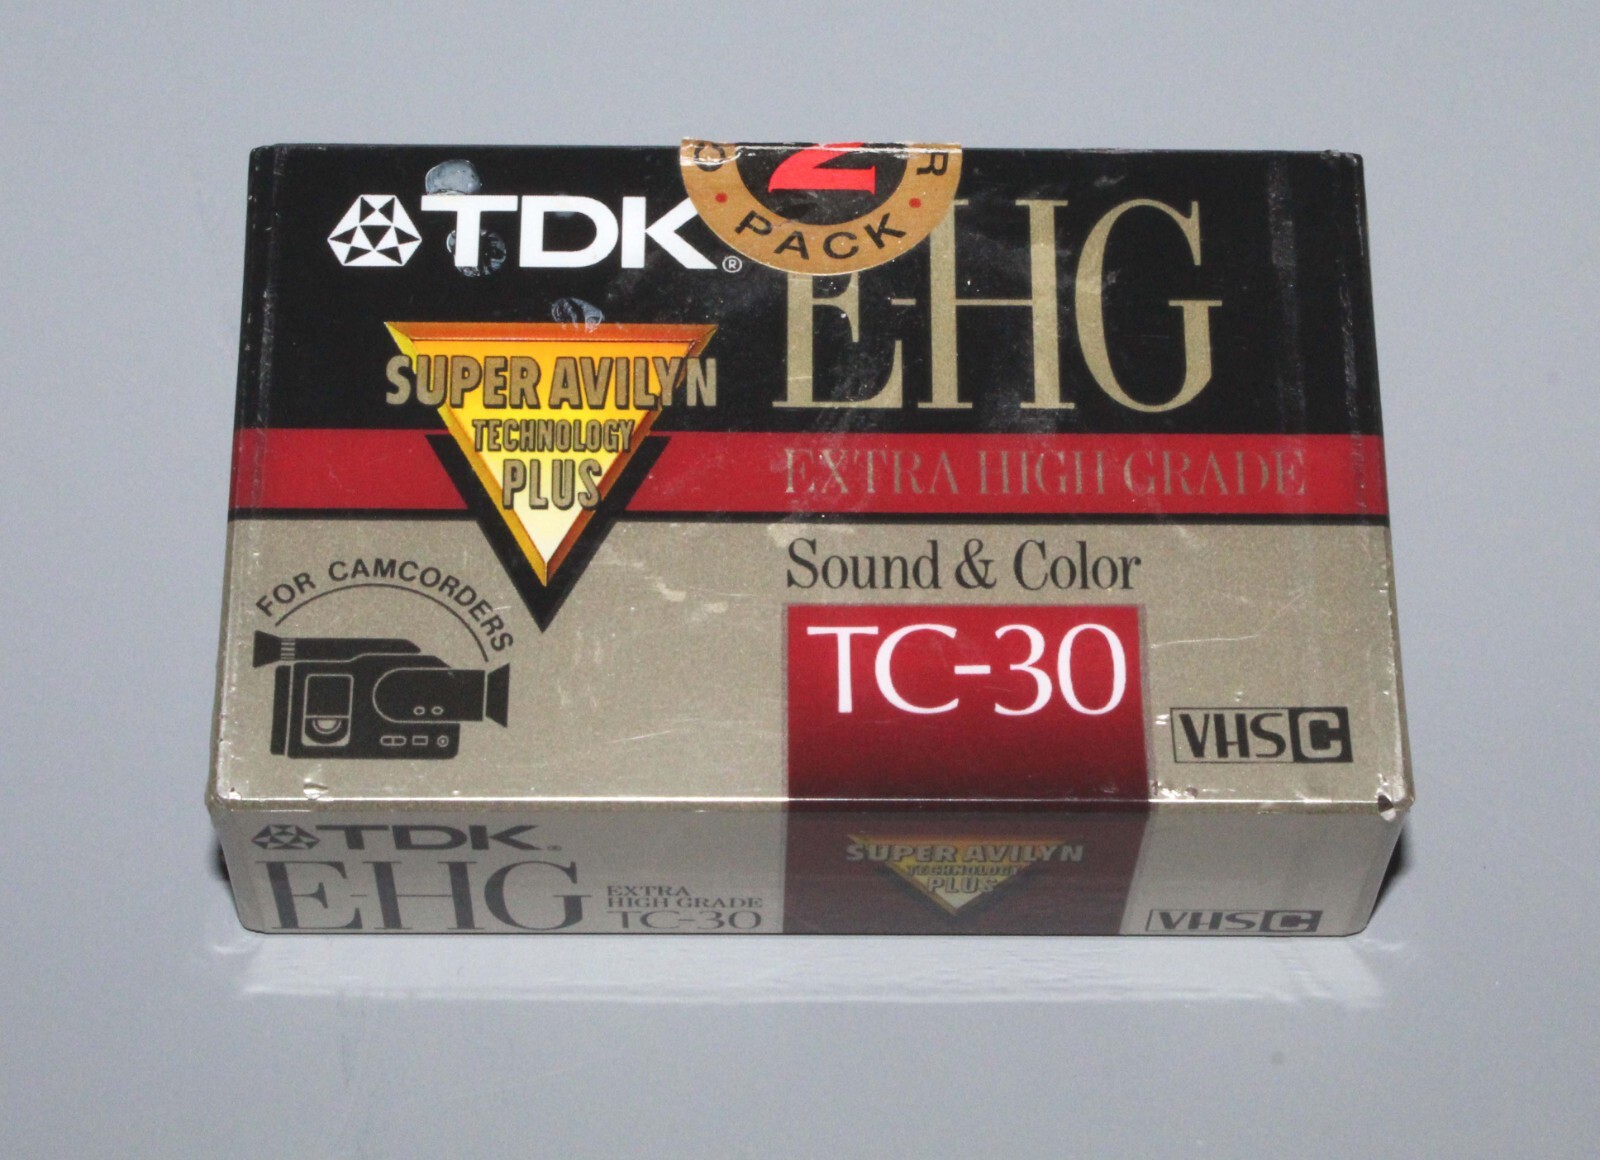 2
PACK
TDK®
E-HG
SUPER AVILYN
TECHNOLOGY
PLUS
EXTRA HIGH GRADE
Sound & Color
FOR CAMCORDERS
TC-30
VHS C
TDK®
E-HG
EXTRA
HIGH GRADE
TC-30
SUPER AVILYN
TECHNOLOGY
PLUS
VHS C